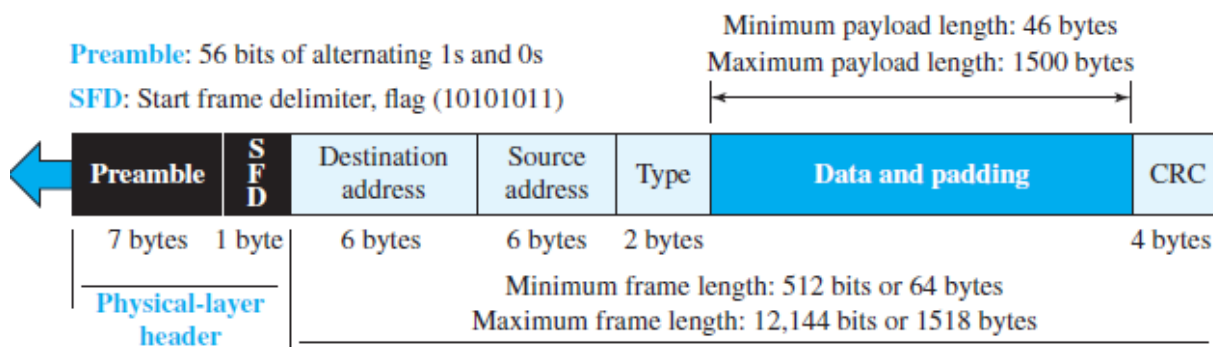 Minimum payload length: 46 bytes
Preamble: 56 bits of alternating 1s and 0s
Maximum payload length: 1500 bytes
SFD: Start frame delimiter, flag (10101011)
Preamble
S
F
D
Destination
address
Source
address
Type
Data and padding
CRC
7 bytes 1 byte 6 bytes 6 bytes 2 bytes 4 bytes
Physical-layer
header
Minimum frame length: 512 bits or 64 bytes
Maximum frame length: 12,144 bits or 1518 bytes